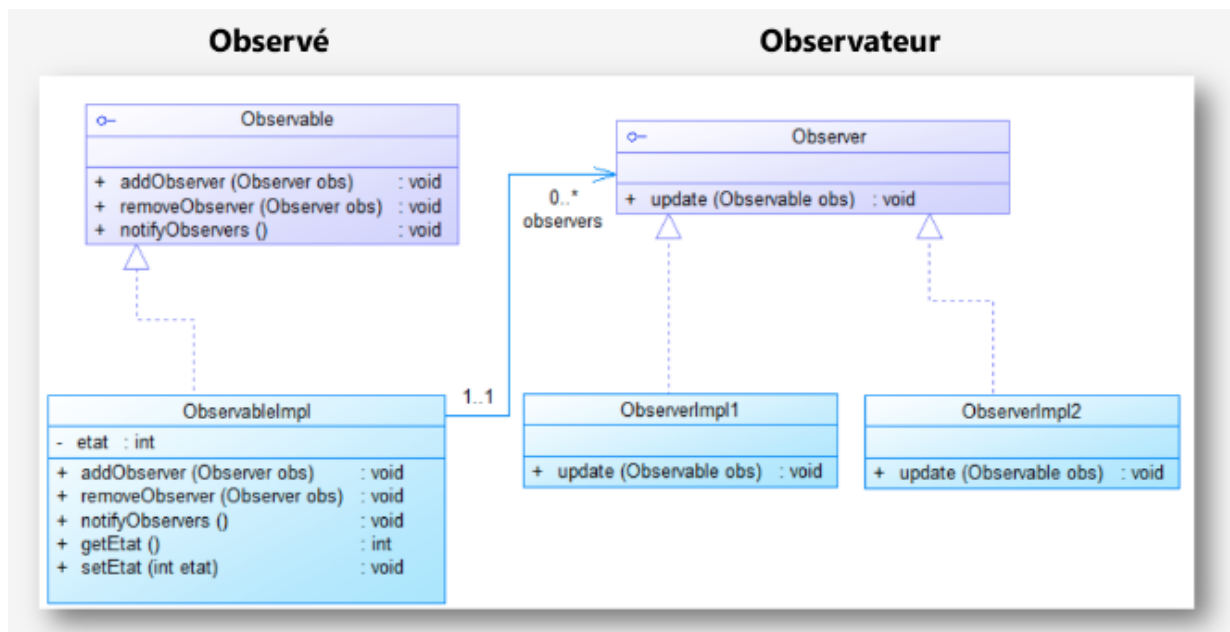 Observé
Observateur
Observable
+ addObserver (Observer obs) : void
+ removeObserver (Observer obs) : void
+ notifyObservers () : void
Observer
+ update (Observable obs) : void
0..*
observers
1..1
ObservableImpl
- etat : int
+ addObserver (Observer obs) : void
+ removeObserver (Observer obs) : void
+ notifyObservers () : void
+ getEtat () : int
+ setEtat (int etat) : void
ObserverImpl1
+ update (Observable obs) : void
ObserverImpl2
+ update (Observable obs) : void